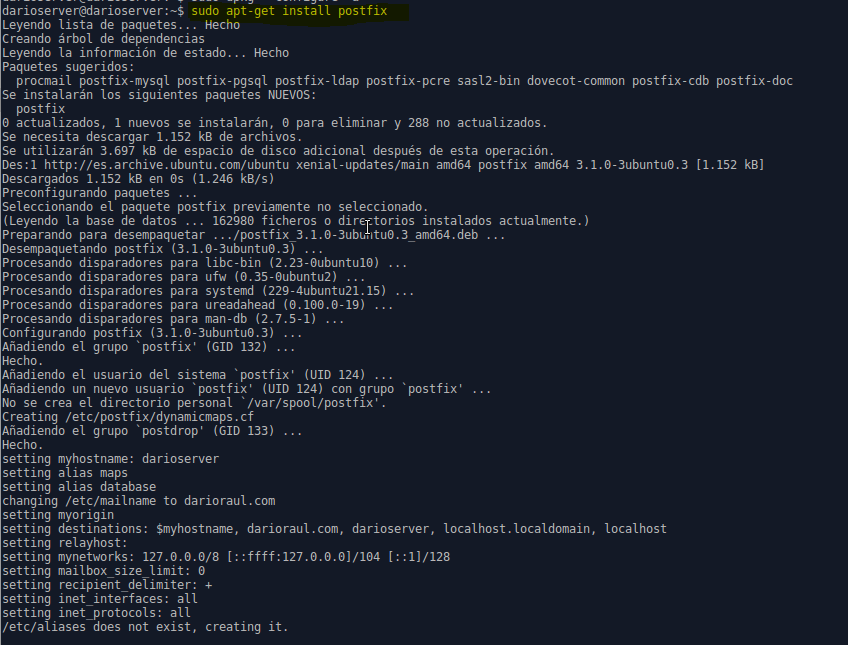 darioserver@darioserver:~$ sudo apt-get install postfix
Leyendo lista de paquetes... Hecho
Creando árbol de dependencias
Leyendo la información de estado... Hecho
Paquetes sugeridos:
  procmail postfix-mysql postfix-pgsql postfix-ldap postfix-pcre sasl2-bin dovecot-common postfix-cdb postfix-doc
Se instalarán los siguientes paquetes NUEVOS:
  postfix
0 actualizados, 1 nuevos se instalarán, 0 para eliminar y 288 no actualizados.
Se necesita descargar 1.152 kB de archivos.
Se utilizarán 3.697 kB de espacio de disco adicional después de esta operación.
Des:1 http://es.archive.ubuntu.com/ubuntu xenial-updates/main amd64 postfix amd64 3.1.0-3ubuntu0.3 [1.152 kB]
Descargados 1.152 kB en 0s (1.246 kB/s)
Preconfigurando paquetes ...
Seleccionando el paquete postfix previamente no seleccionado.
(Leyendo la base de datos ... 162980 ficheros o directorios instalados actualmente.)
Preparando para desempaquetar .../postfix_3.1.0-3ubuntu0.3_amd64.deb ...
Desempaquetando postfix (3.1.0-3ubuntu0.3) ...
Procesando disparadores para libc-bin (2.23-0ubuntu10) ...
Procesando disparadores para ufw (0.35-0ubuntu2) ...
Procesando disparadores para systemd (229-4ubuntu21.15) ...
Procesando disparadores para ureadahead (0.100.0-19) ...
Procesando disparadores para man-db (2.7.5-1) ...
Configurando postfix (3.1.0-3ubuntu0.3) ...
Añadiendo el grupo `postfix' (GID 132) ...
Hecho.
Añadiendo el usuario del sistema `postfix' (UID 124) ...
Añadiendo un nuevo usuario `postfix' (UID 124) con grupo `postfix' ...
No se crea el directorio personal `/var/spool/postfix'.
Creating /etc/postfix/dynamicmaps.cf
Añadiendo el grupo `postdrop' (GID 133) ...
Hecho.
setting myhostname: darioserver
setting alias maps
setting alias database
changing /etc/mailname to darioraul.com
setting myorigin
setting destinations: $myhostname, darioraul.com, darioserver, localhost.localdomain, localhost
setting relayhost:
setting mynetworks: 127.0.0.0/8 [::ffff:127.0.0.0]/104 [::1]/128
setting mailbox_size_limit: 0
setting recipient_delimiter: +
setting inet_interfaces: all
setting inet_protocols: all
/etc/aliases does not exist, creating it.